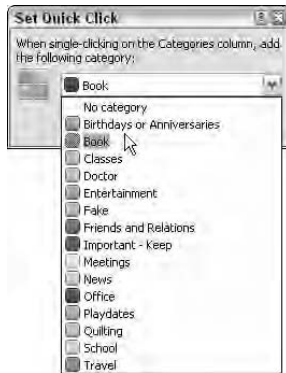 Set Quick Click
When single-clicking on the Categories column, add
the following category:
Book
No category
Birthdays or Anniversaries
Book
Classes
Doctor
Entertainment
Fake
Friends and Relations
Important - Keep
Meetings
News
Office
Playdates
Quilting
School
Travel